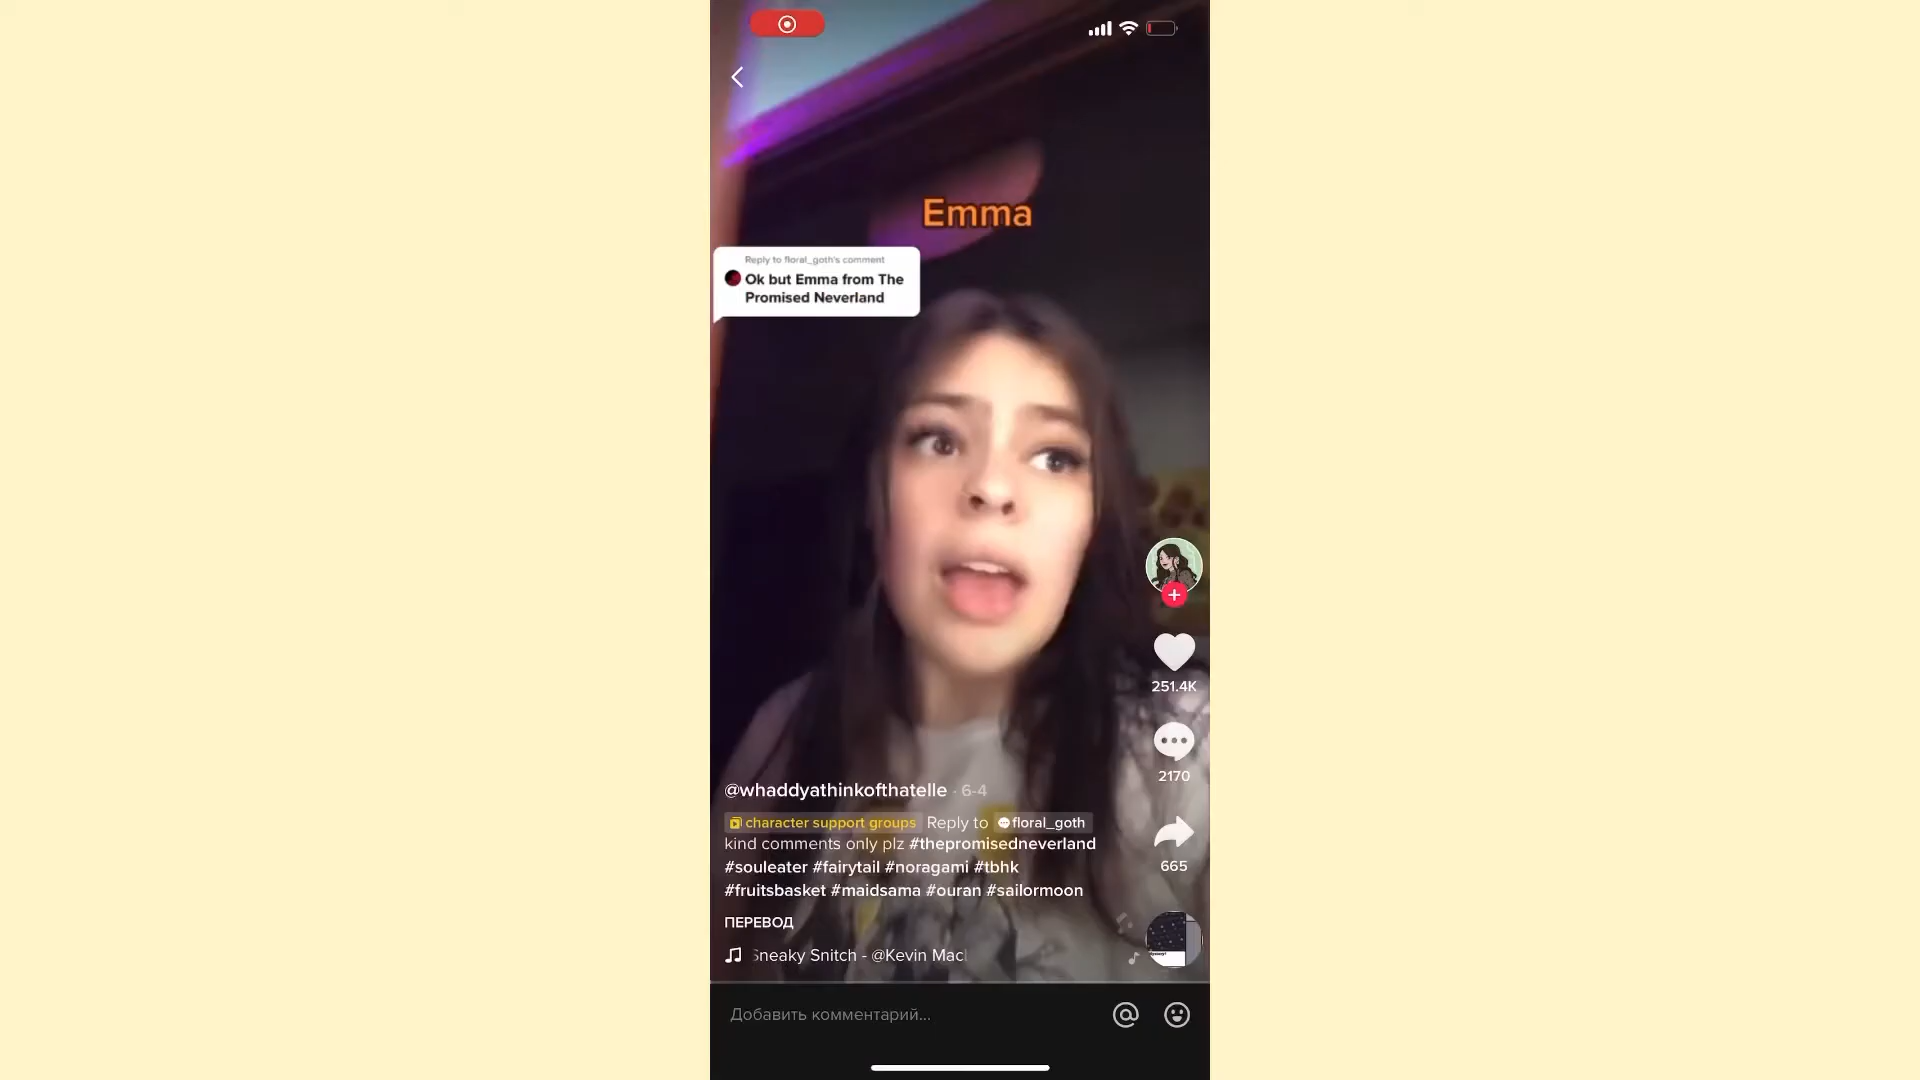 Emma
Reply to floral_goth's comment
Ok but Emma from The
Promised Neverland
251.4K
2170
@whaddyathinkofthatelle · 6-4
character support groups Reply to floral_goth
kind comments only plz #thepromisedneverland
#souleater #fairytail #noragami #tbhk
#fruitsbasket #maidsama #ouran #sailormoon
665
ПЕРЕВОД
Sneaky Snitch - @Kevin Mac
Добавить комментарий...